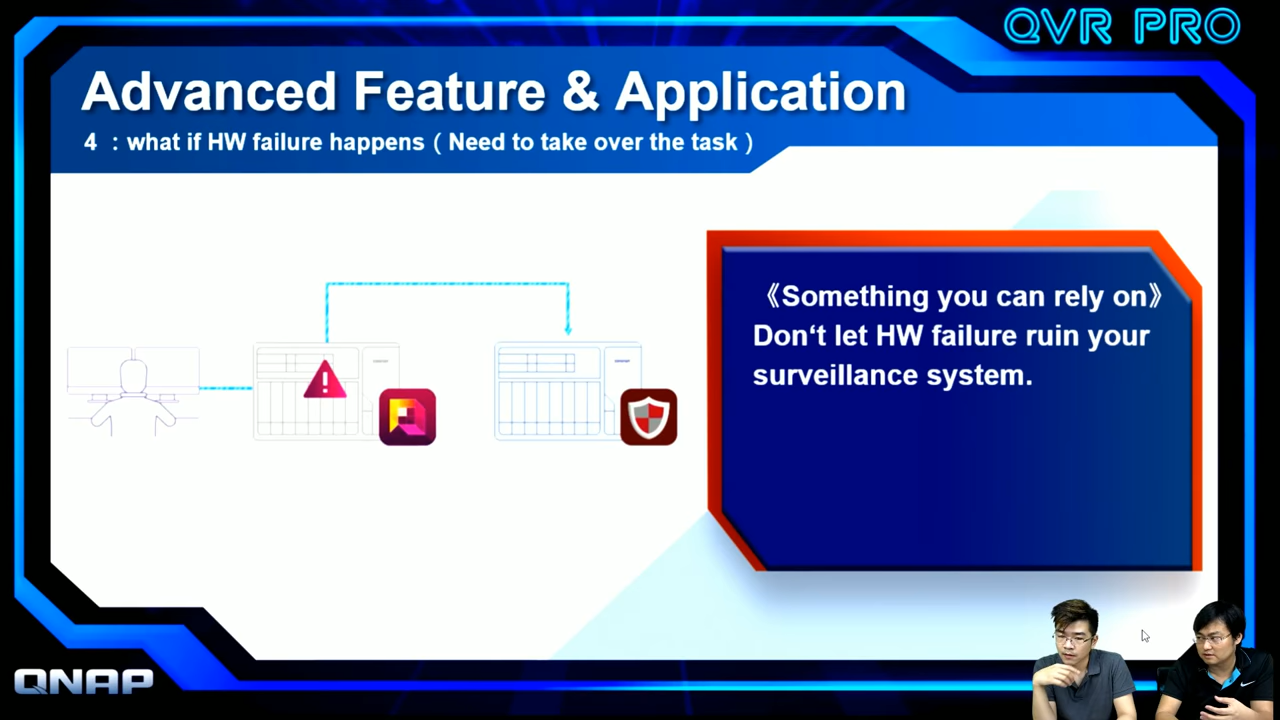 QVR PRO
Advanced Feature & Application
4 : what if HW failure happens ( Need to take over the task )
《Something you can rely on》
Don‘t let HW failure ruin your
surveillance system.
QNAP